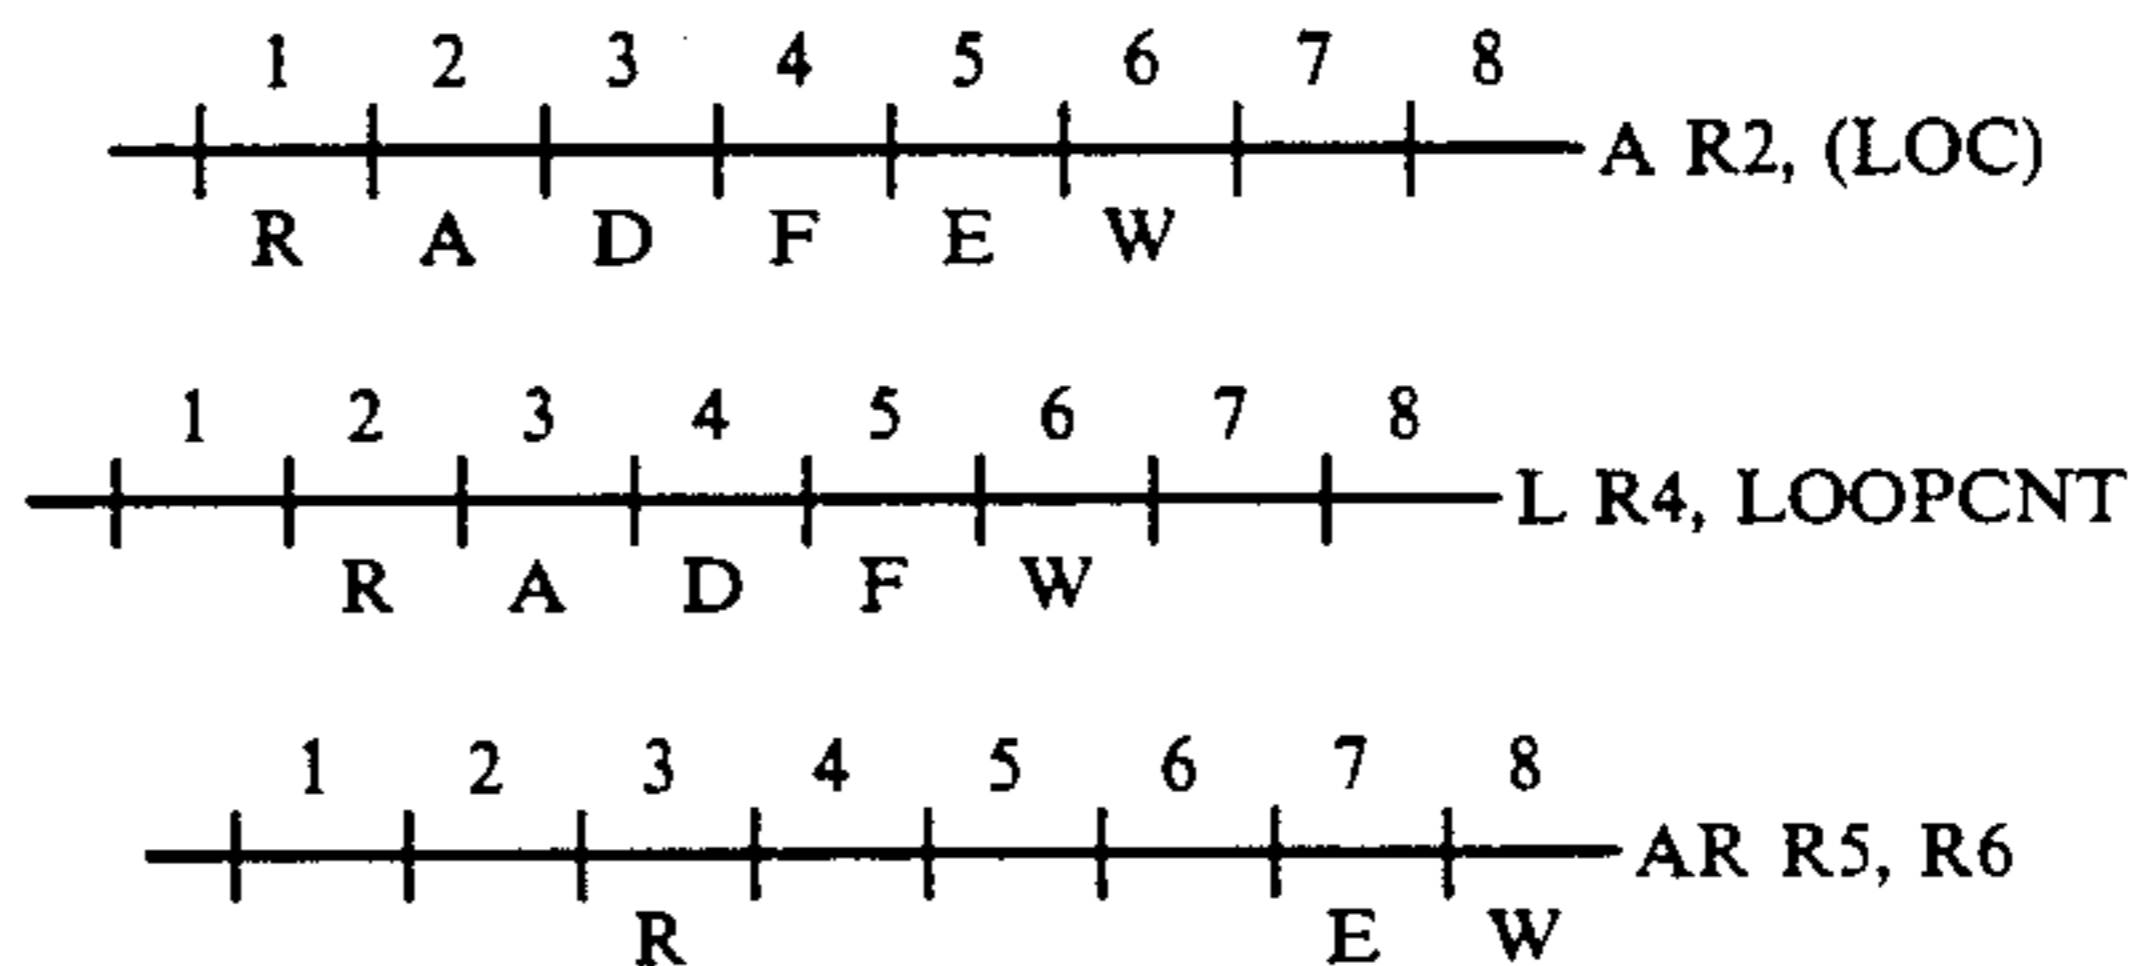 1 2 3 4 5 6 7 8
A R2, (LOC)
R A D F E W
1 2 3 4 5 6 7 8
L R4, LOOPCNT
R A D F W
1 2 3 4 5 6 7 8
AR R5, R6
R E W